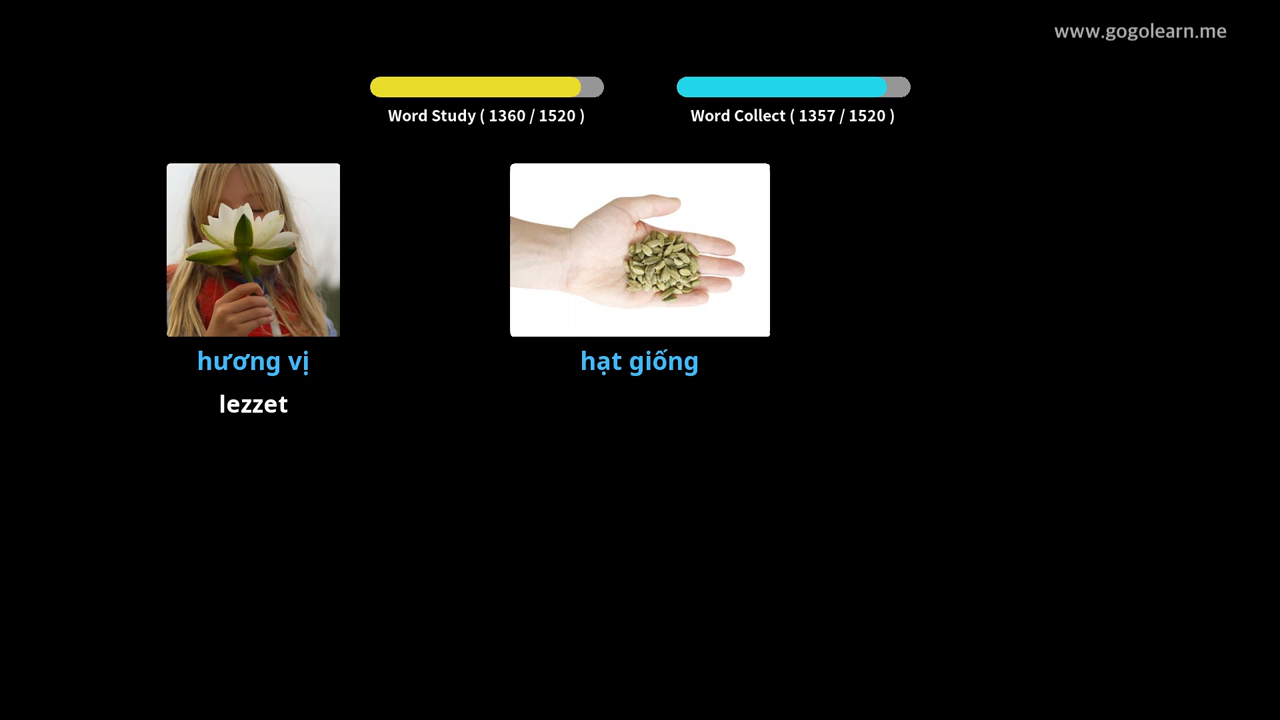 www.gogolearn.me
Word Study ( 1360 / 1520 )
Word Collect ( 1357 / 1520 )
hương vị
lezzet
hạt giống